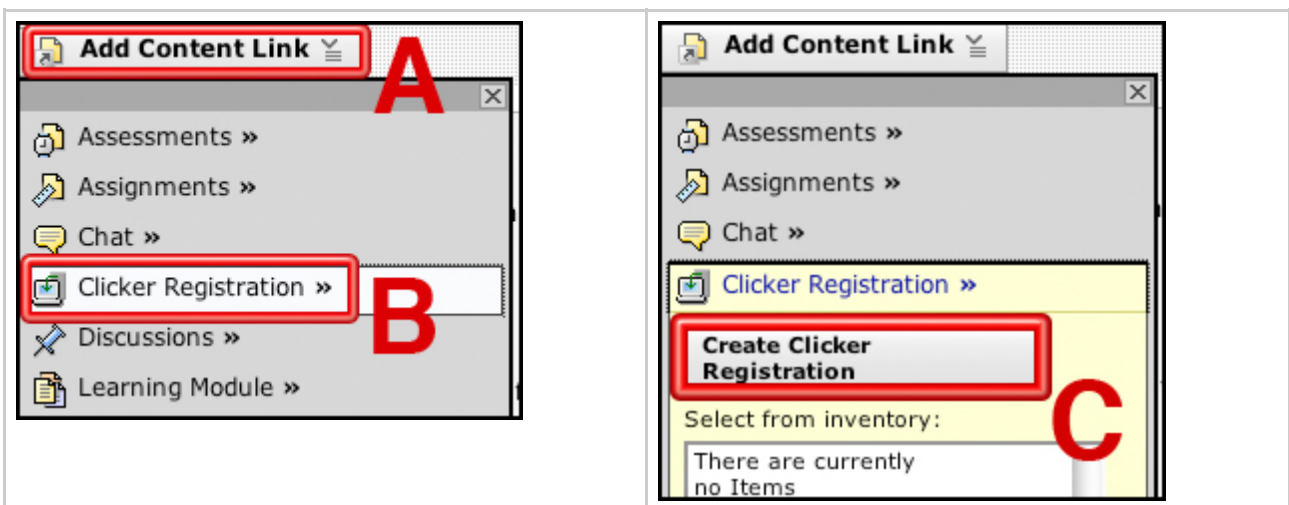 Add Content Link
A
Assessments »
Assignments »
Chat »
Clicker Registration »
B
Discussions »
Learning Module »
Add Content Link
Assessments »
Assignments »
Chat »
Clicker Registration »
Create Clicker
Registration
C
Select from inventory:
There are currently
no Items